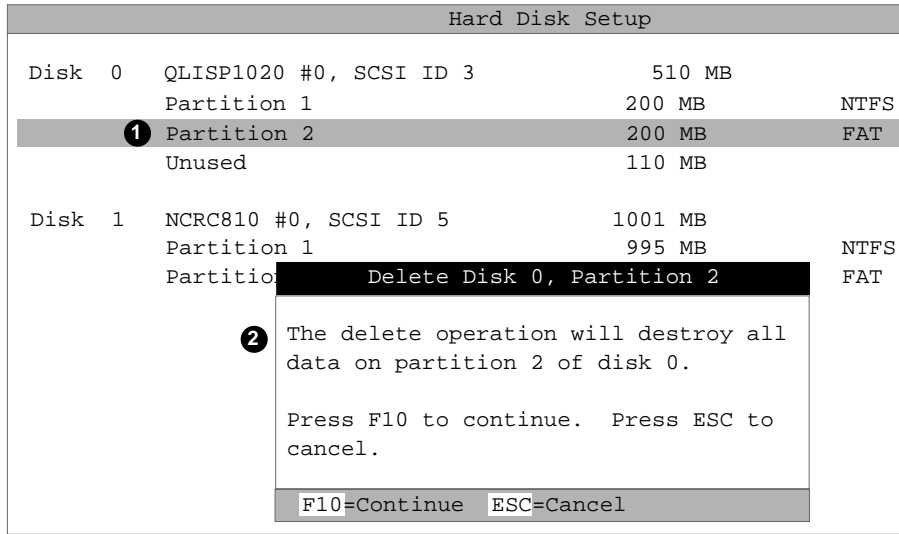 Hard Disk Setup
Disk 0 QLISP1020 #0, SCSI ID 3 510 MB
Partition 1 200 MB NTFS
1 Partition 2 200 MB FAT
Unused 110 MB
Disk 1 NCRC810 #0, SCSI ID 5 1001 MB
Partition 1 995 MB NTFS
Partitio FAT
Delete Disk 0, Partition 2
2 The delete operation will destroy all
data on partition 2 of disk 0.
Press F10 to continue. Press ESC to
cancel.
F10=Continue ESC=Cancel